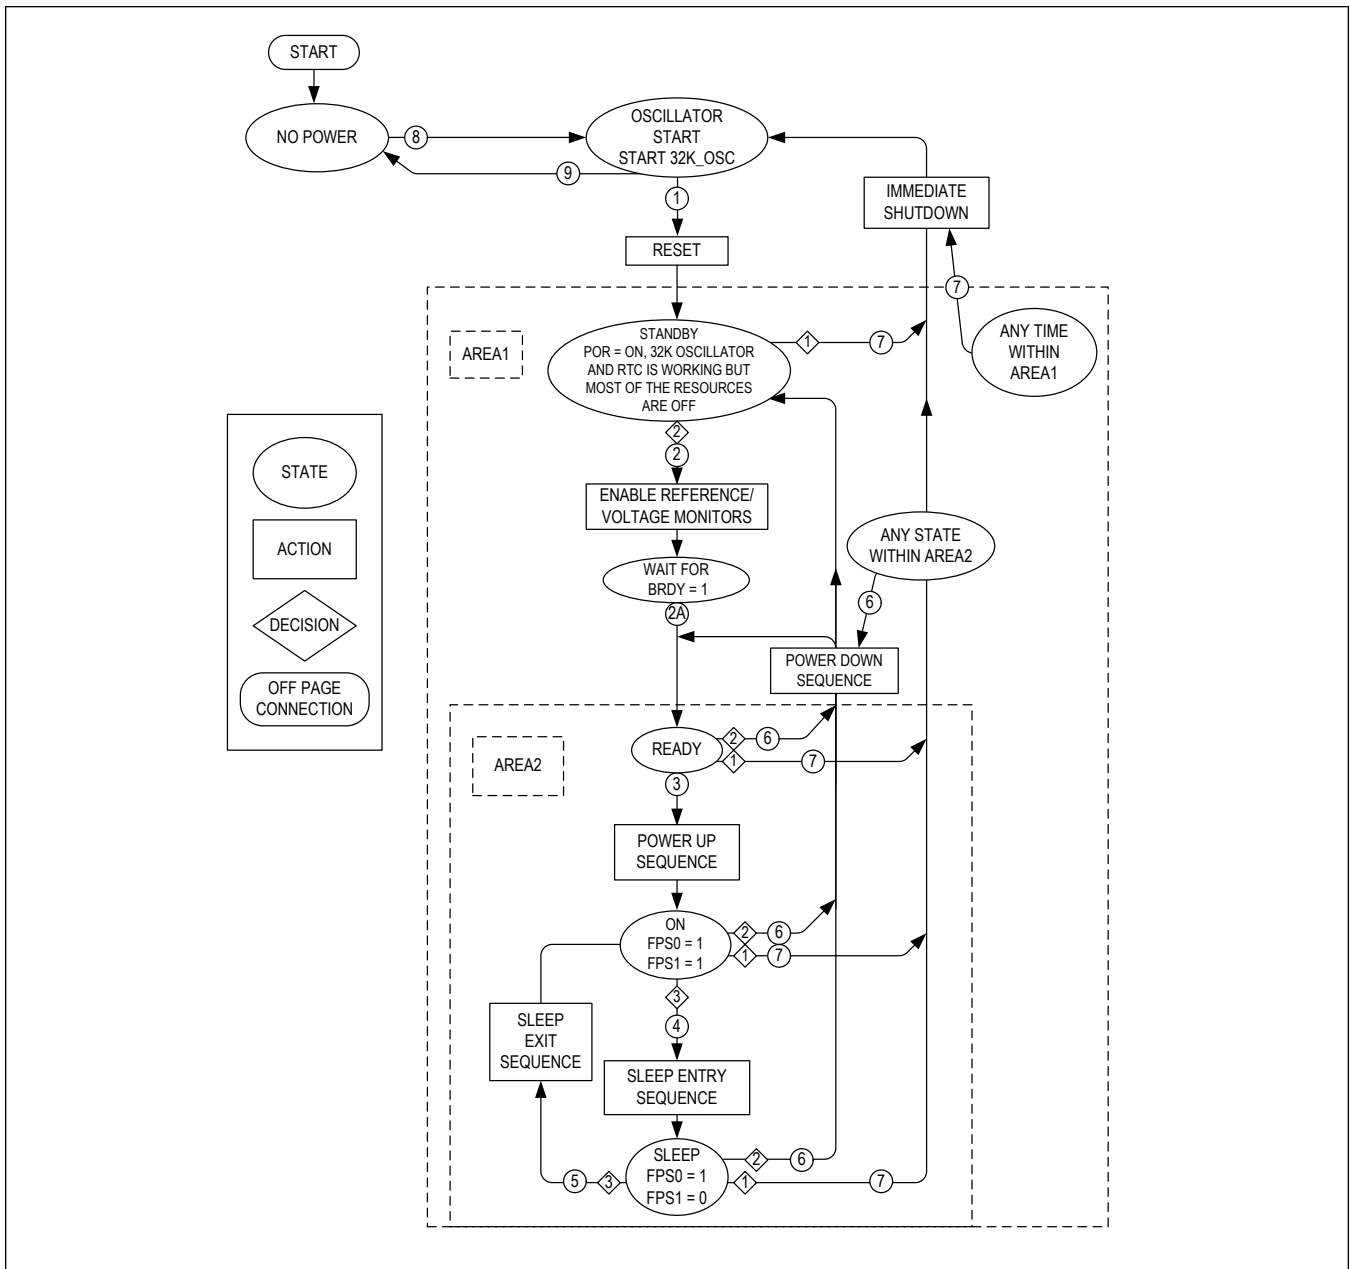 START
NO POWER
8
OSCILLATOR
START
START 32K_OSC
9
1
IMMEDIATE
SHUTDOWN
RESET
7
AREA1
STANDBY
POR = ON, 32K OSCILLATOR
AND RTC IS WORKING BUT
MOST OF THE RESOURCES
ARE OFF
1
7
ANY TIME
WITHIN
AREA1
2
2
STATE
ACTION
DECISION
OFF PAGE
CONNECTION
ENABLE REFERENCE/
VOLTAGE MONITORS
ANY STATE
WITHIN AREA2
WAIT FOR
BRDY = 1
2A
6
POWER DOWN
SEQUENCE
AREA2
READY
2
6
1
7
3
POWER UP
SEQUENCE
ON
FPS0 = 1
FPS1 = 1
2
6
1
7
3
4
SLEEP
EXIT
SEQUENCE
SLEEP ENTRY
SEQUENCE
SLEEP
FPS0 = 1
FPS1 = 0
2
6
1
7
5
3